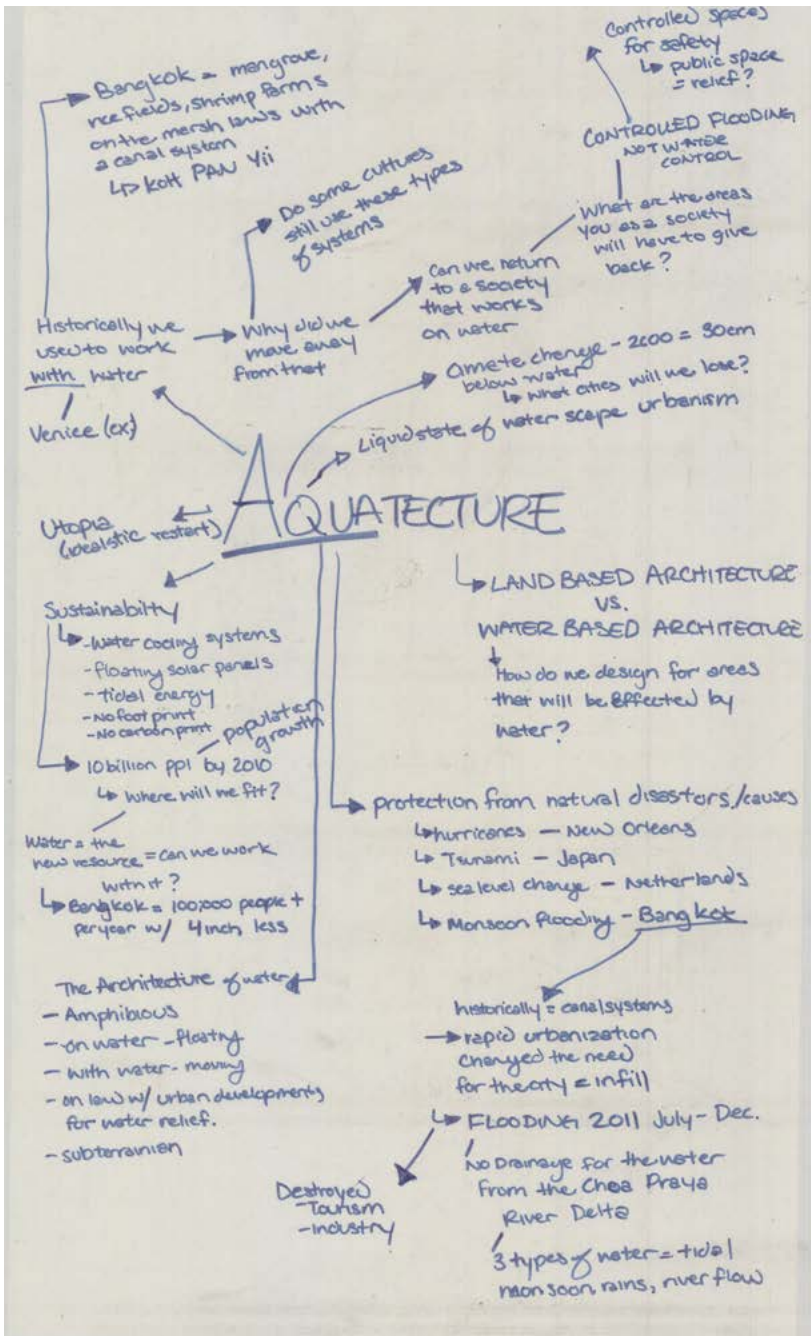 Controlled spaces
for safety
↳ public space
= relief?
CONTROLLED FLOODING
NOT WATER
CONTROL
What are the areas
you as a society
will have to give
back?
Bangkok = mangrove,
rice fields, shrimp farms
on the marsh lands with
a canal system
↳ KOH PAN Yii
Do some cultures
still use these types
of systems
Can we return
to a society
that works
on water
Historically we
used to work
with water
Why did we
move away
from that
Venice (ex)
Climate change - 2600 = 30cm
below water
↳ what cities will we lose?
Liquid state of water scape urbanism
AQUATECTURE
Utopia
(idealistic restart)
Sustainabilty
↳ -water cooling systems
-floating solar panels
-tidal energy
-No foot print
-No carbon print
population
growth
10 billion ppl by 2010
↳ where will we fit?
Water = the
new resource = can we work
with it?
↳ Bangkok = 100,000 people +
per year w/ 4 inch less
The Architecture of water
- Amphibious
- on water - floating
- with water - moving
- on land w/ urban developments
for water relief.
- subterrainion
LAND BASED ARCHITECTURE
VS.
WATER BASED ARCHITECTURE
How do we design for areas
that will be effected by
water?
protection from natural disastors/causes
↳ hurricanes - New Orleans
↳ Tsunami - Japan
↳ sea level change - Netherlands
↳ Monsoon flooding - Bangkok
historically = canal systems
→ rapid urbanization
changed the need
for the city = infill
↳ FLOODING 2011 July - Dec.
No Drainage for the water
from the Choa Praya
River Delta
3 types of water = tidal
monsoon rains, river flow
Destroyed
-Tourism
-industry